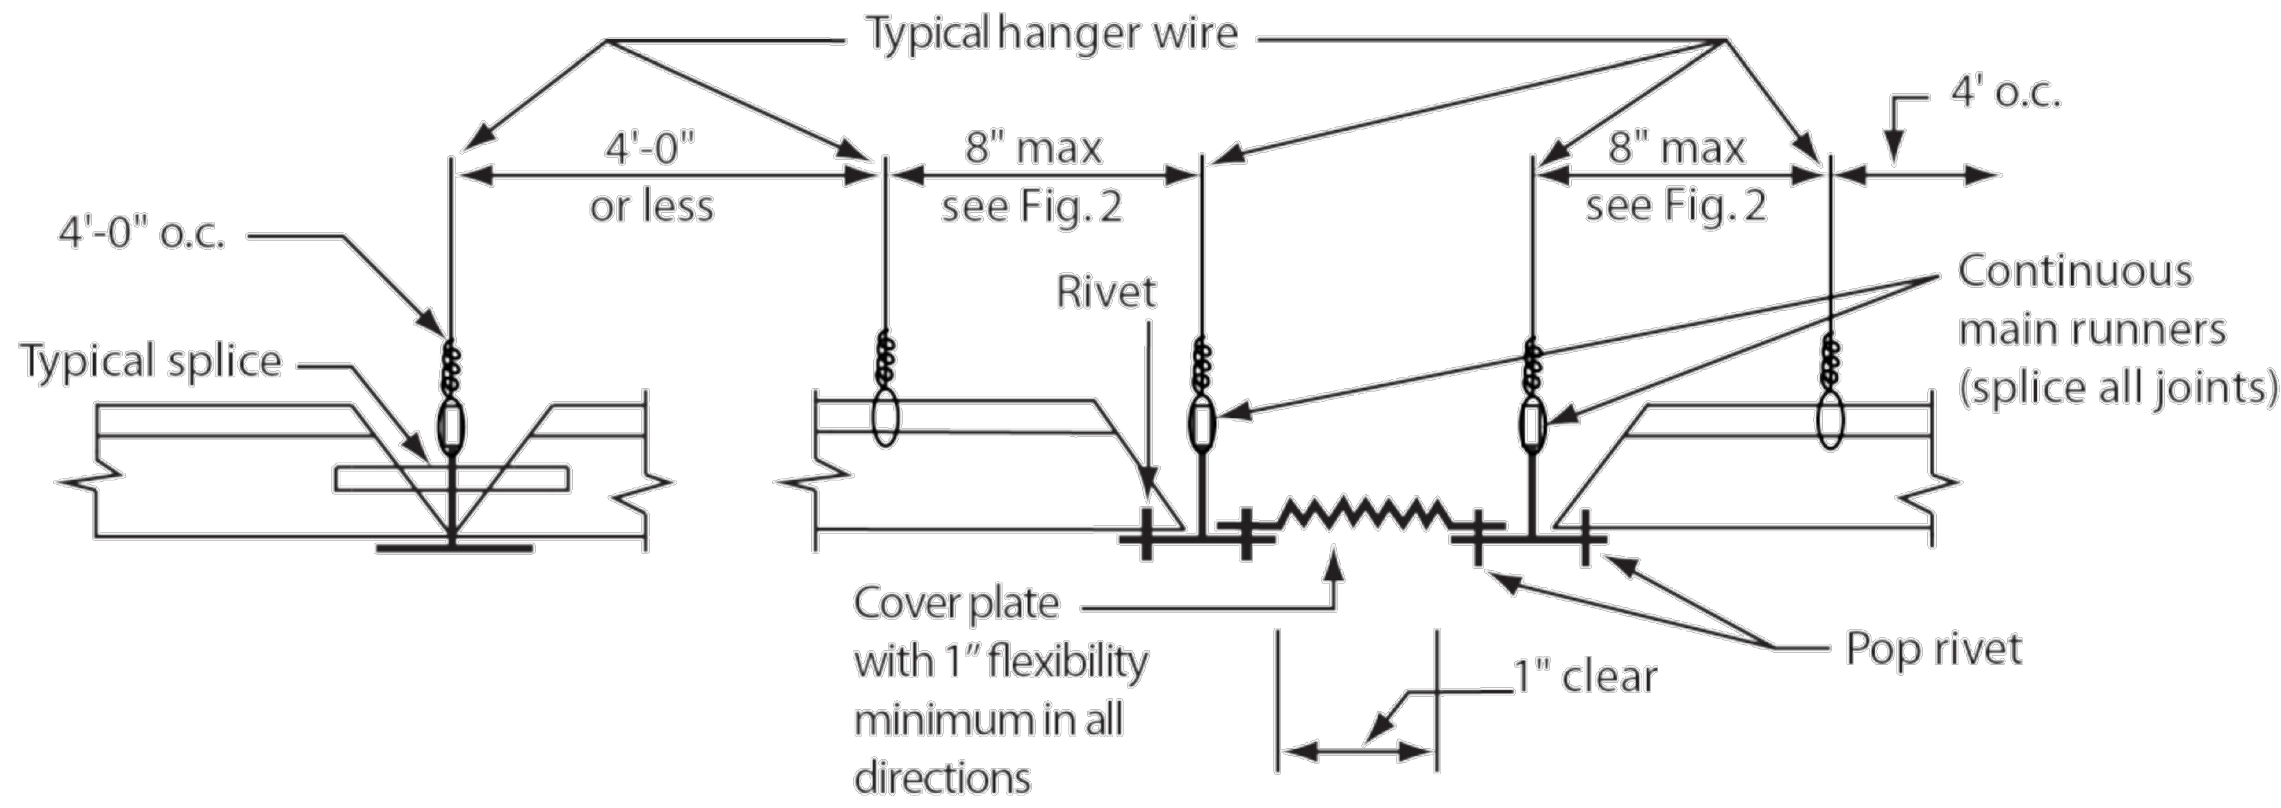 Typical hanger wire
4' o.c.
4'-0"
or less
8" max
see Fig. 2
8" max
see Fig. 2
4'-0" o.c.
Rivet
Continuous
main runners
(splice all joints)
Typical splice
Cover plate
with 1" flexibility
minimum in all
directions
1" clear
Pop rivet